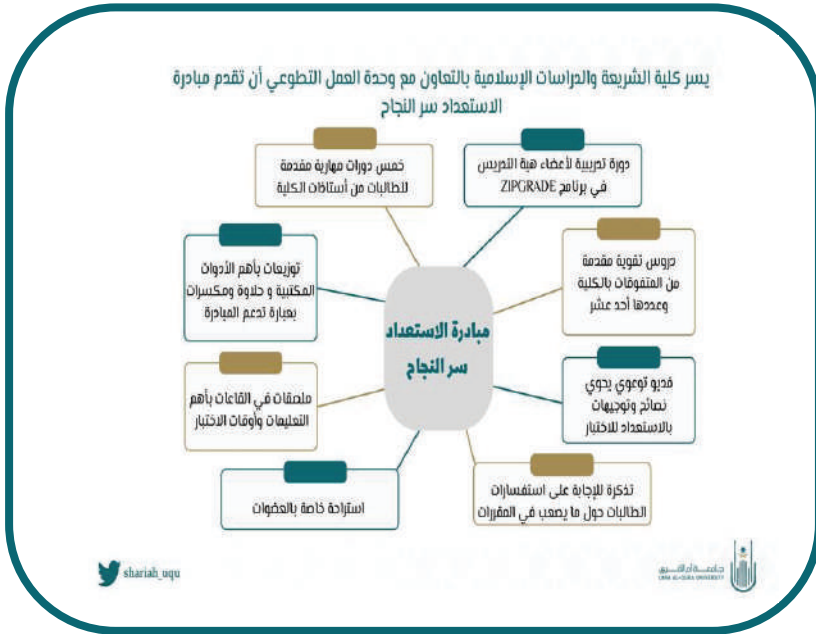 يسر كلية الشريعة والدراسات الإسلامية بالتعاون مع وحدة العمل التطوعي أن تقدم مبادرة
الاستعداد سر النجاح
دورة تدريبية لأعضاء هية التدريس
في برنامج ZIPGRADE
خمس دورات مهارية مقدمة
للطالبات من أستاذات الكلية
دروس تقوية مقدمة
من المتفوقات بالكلية
وعددها أحد عشر
توزيعات بأهم الأدوات
المكتبية و حلاوة ومكسرات
بعبارة تدعم المبادرة
مبادرة الاستعداد
سر النجاح
فديو توعوي يحوي
نصائح وتوجيهات
بالاستعداد للاختبار
ملصقات في القاعات بأهم
التعليمات وأوقات الاختبار
تذكرة للإجابة على استفسارات
الطالبات حول ما يصعب في المقررات
استراحة خاصة بالعضوات
shariah_uqu
جامعة أم القرى
UMM AL-QURA UNIVERSITY